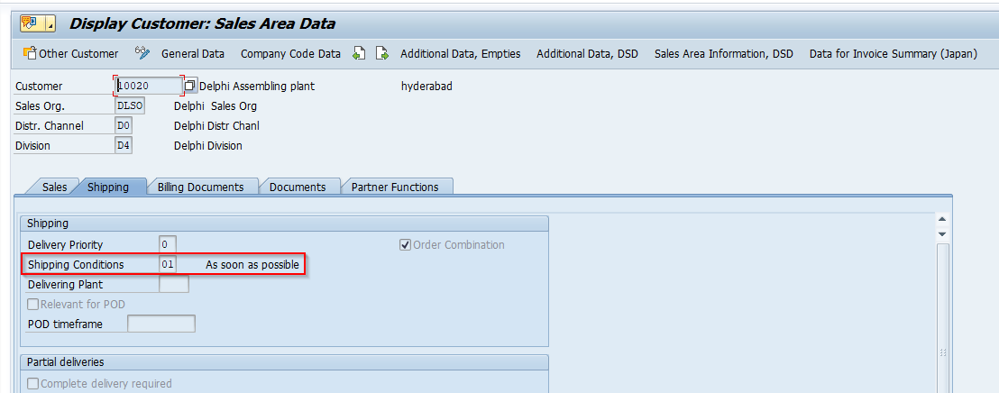 Display Customer: Sales Area Data
Other Customer General Data Company Code Data Additional Data, Empties Additional Data, DSD Sales Area Information, DSD Data for Invoice Summary (Japan)
Customer 10020 Delphi Assembling plant hyderabad
Sales Org. DLSO Delphi Sales Org
Distr. Channel D0 Delphi Distr Chanl
Division D4 Delphi Division
Sales Shipping Billing Documents Documents Partner Functions
Shipping
Delivery Priority 0 Order Combination
Shipping Conditions 01 As soon as possible
Delivering Plant
Relevant for POD
POD timeframe
Partial deliveries
Complete delivery required